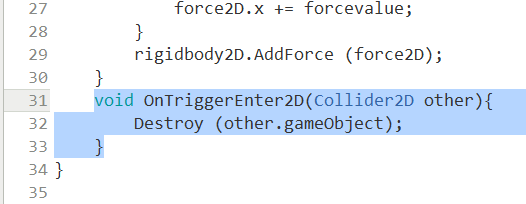 27 force2D.x += forcevalue;
28 }
29 rigidbody2D.AddForce (force2D);
30 }
31 void OnTriggerEnter2D(Collider2D other){
32 Destroy (other.gameObject);
33 }
34 }
35